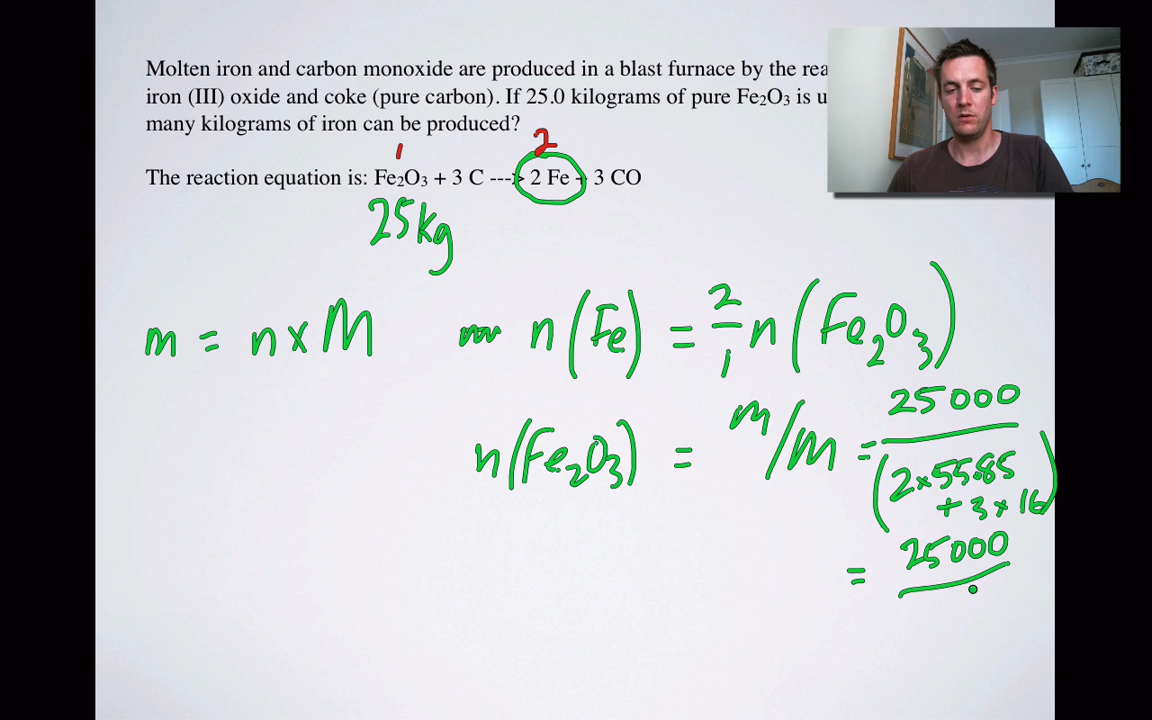 Molten iron and carbon monoxide are produced in a blast furnace by the rea
iron (III) oxide and coke (pure carbon). If 25.0 kilograms of pure Fe₂O₃ is u
many kilograms of iron can be produced?
1 2
The reaction equation is: Fe₂O₃ + 3 C ---> 2 Fe + 3 CO
25kg
m = n x M n (Fe) = 2/1 n (Fe₂O₃)
n(Fe₂O₃) = m/M = 25000
(2x55.85
+ 3 x 16)
= 25000